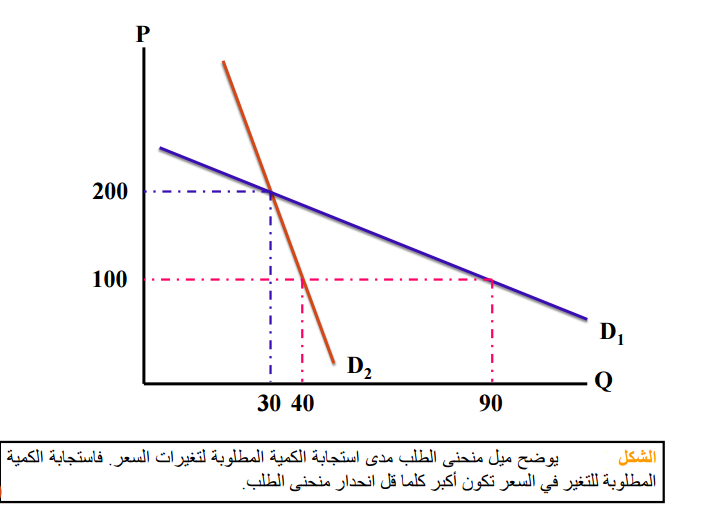 P
200
100
D1
D2
Q
30 40 90
الشكل يوضح ميل منحنى الطلب مدى استجابة الكمية المطلوبة لتغيرات السعر. فاستجابة الكمية
المطلوبة للتغير في السعر تكون أكبر كلما قل انحدار منحنى الطلب.